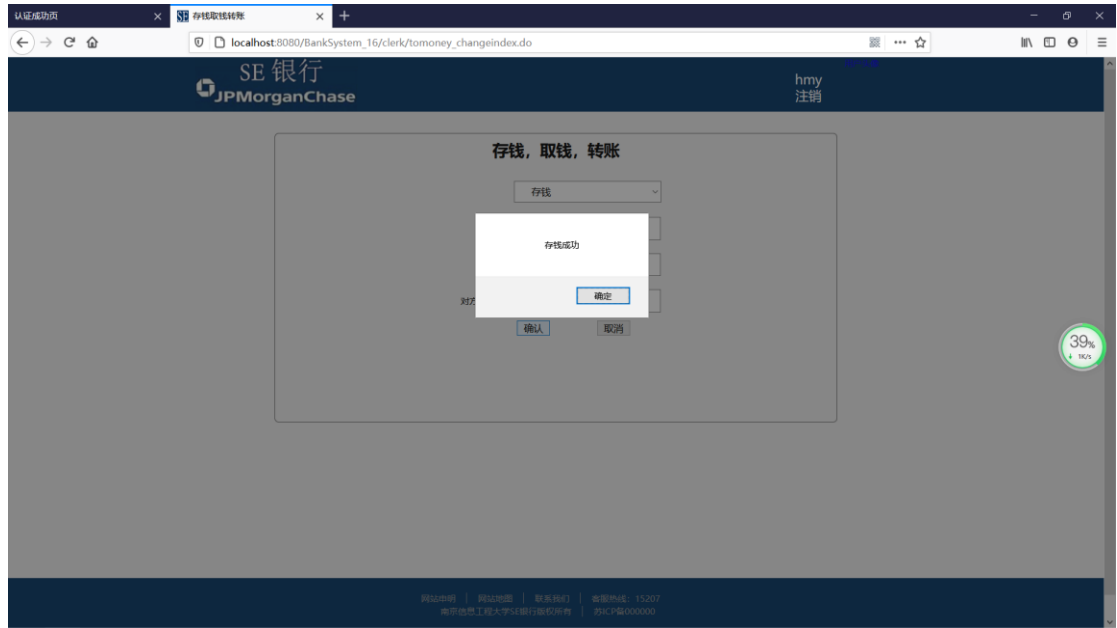 认证成功页
SE 存钱取钱转账
localhost:8080/BankSystem_16/clerk/tomoney_changeindex.do
SE 银行
JPMorganChase
hmy
注销
存钱，取钱，转账
存钱
存钱成功
确定
对方
确认 取消
39%
1K/s
网站申明 | 网站地图 | 联系我们 | 客服热线：15207
南京信息工程大学SE银行版权所有 | 苏ICP备000000